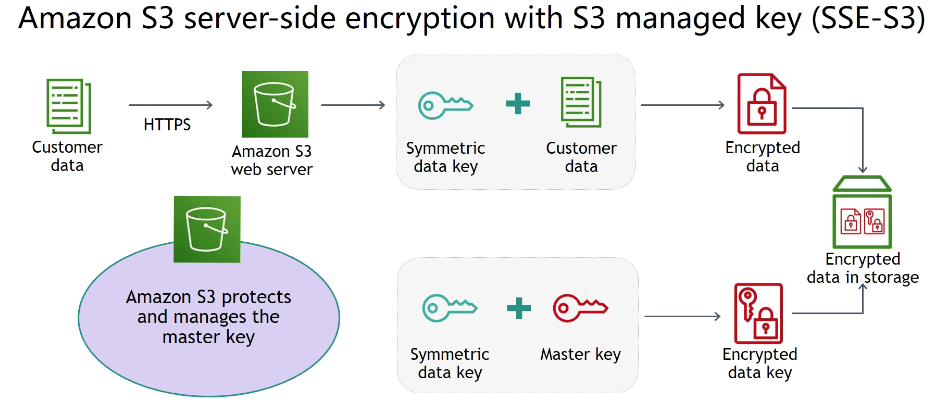 Amazon S3 server-side encryption with S3 managed key (SSE-S3)
Customer
data
HTTPS
Amazon S3
web server
Symmetric
data key
Customer
data
Encrypted
data
Encrypted
data in storage
Amazon S3 protects
and manages the
master key
Symmetric
data key
Master key
Encrypted
data key